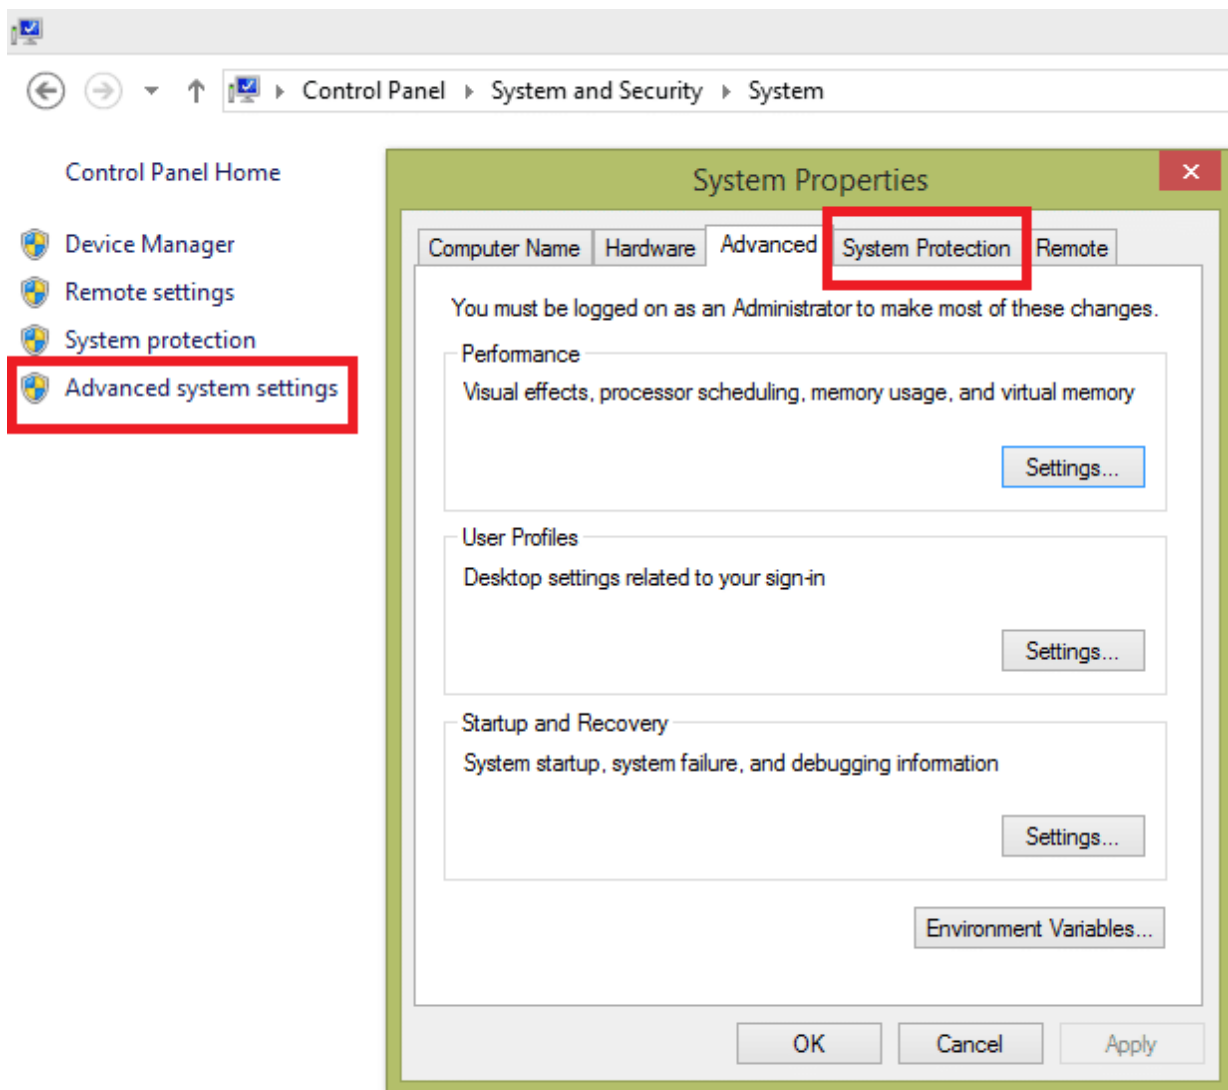 Control Panel System and Security System
Control Panel Home
Device Manager
Remote settings
System protection
Advanced system settings
System Properties
Computer Name Hardware Advanced System Protection Remote
You must be logged on as an Administrator to make most of these changes.
Performance
Visual effects, processor scheduling, memory usage, and virtual memory
Settings...
User Profiles
Desktop settings related to your sign-in
Settings...
Startup and Recovery
System startup, system failure, and debugging information
Settings...
Environment Variables...
OK Cancel Apply